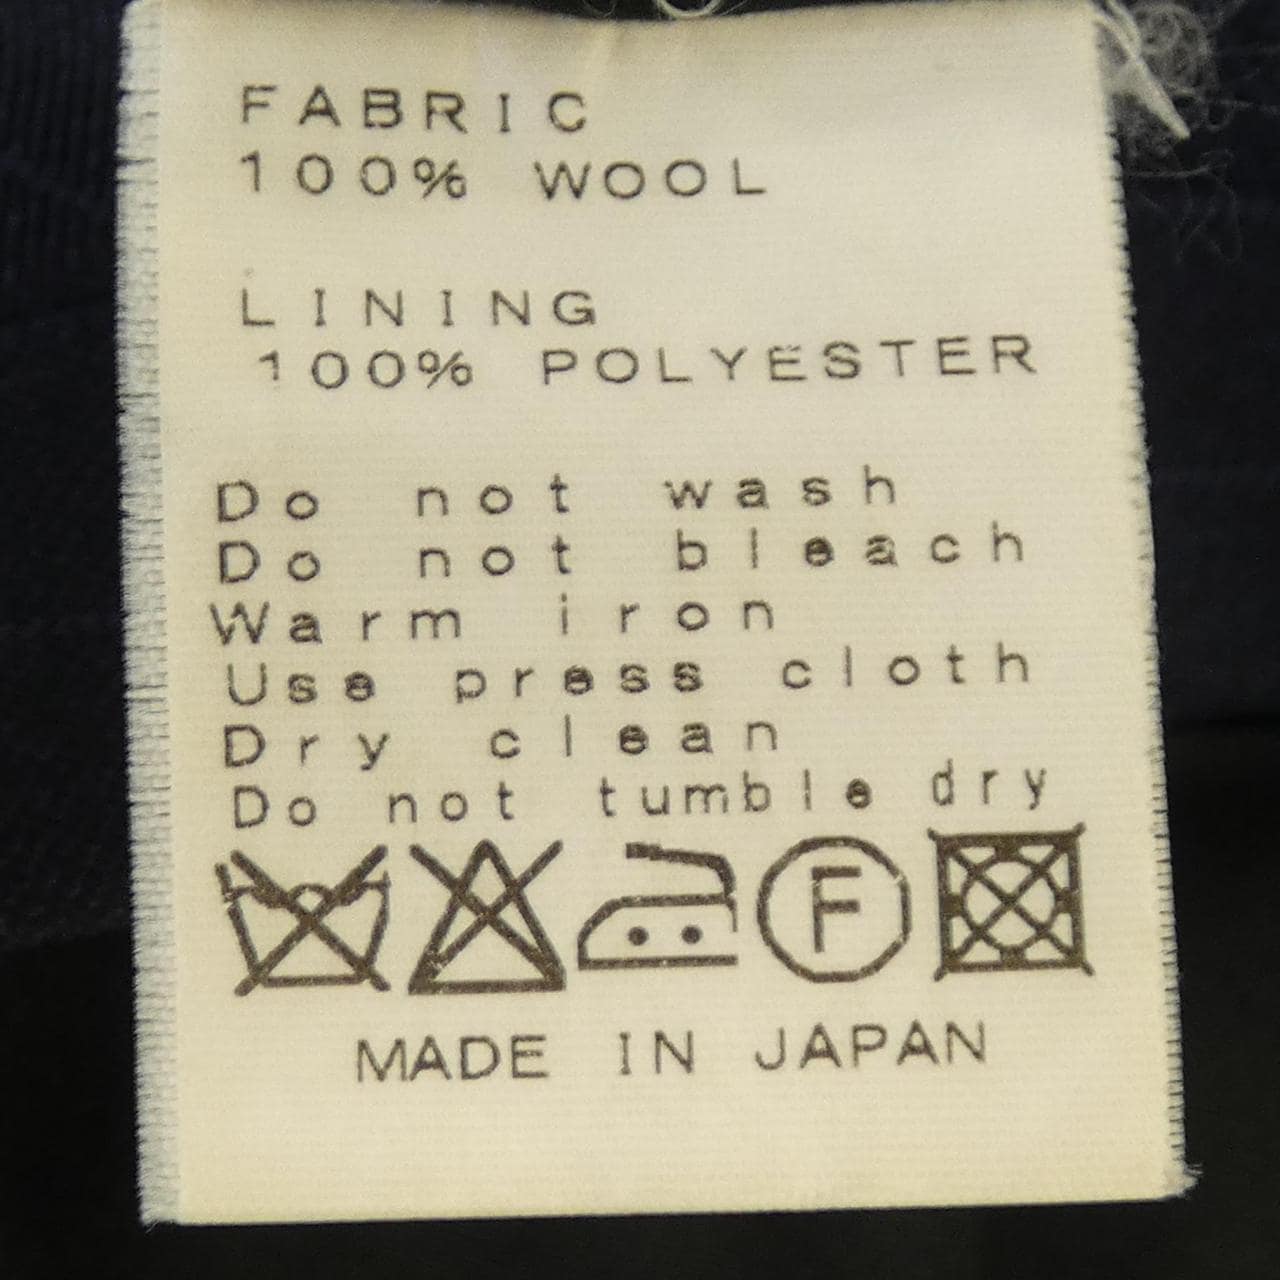 FABRIC
100% WOOL
LINING
100% POLYESTER
Do not wash
Do not bleach
Warm iron
Use press cloth
Dry clean
Do not tumble dry
F
MADE IN JAPAN